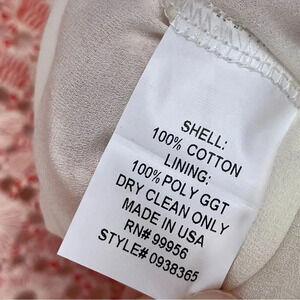 SHELL:
100% COTTON
LINING:
100% POLY GGT
DRY CLEAN ONLY
MADE IN USA
RN# 99956
STYLE# 0938365